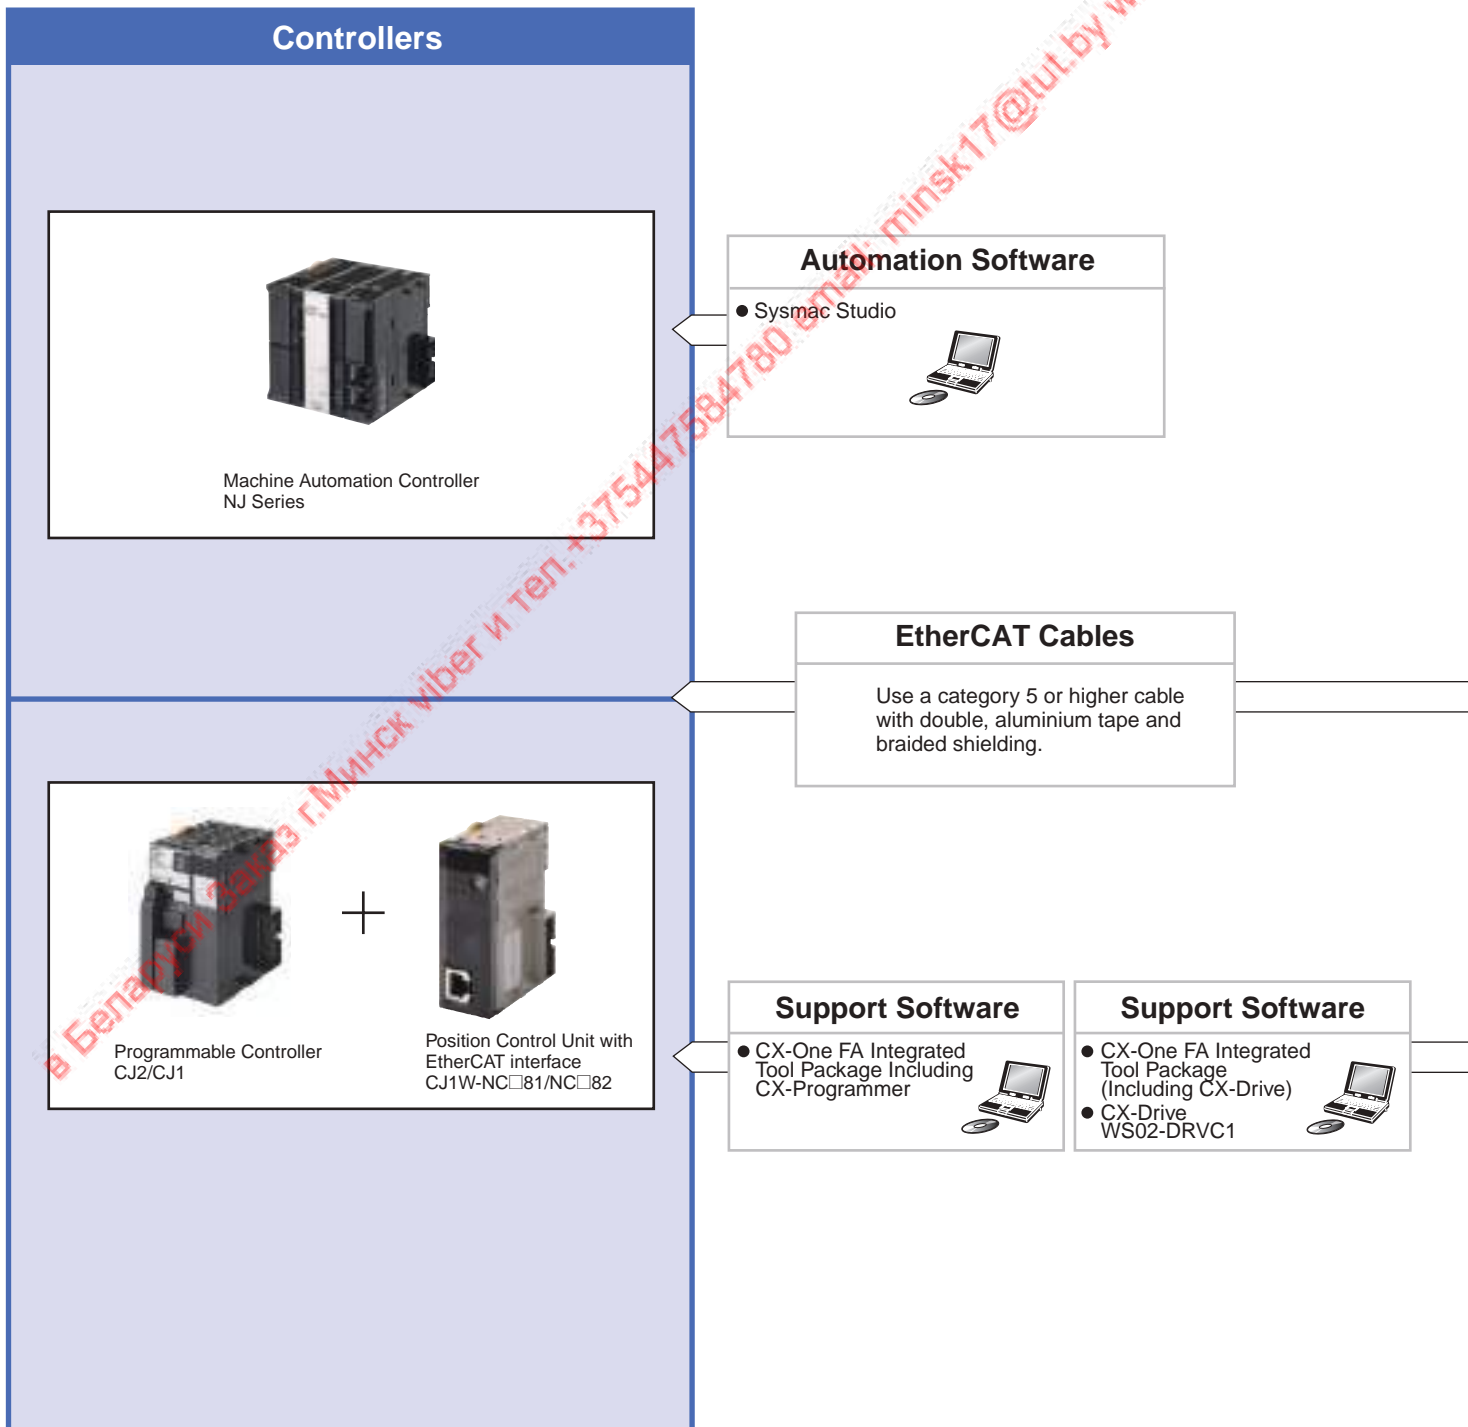 Controllers
Machine Automation Controller
NJ Series
Automation Software
● Sysmac Studio
EtherCAT Cables
Use a category 5 or higher cable
with double, aluminium tape and
braided shielding.
Programmable Controller
CJ2/CJ1
Position Control Unit with
EtherCAT interface
CJ1W-NC□81/NC□82
Support Software
● CX-One FA Integrated
Tool Package Including
CX-Programmer
Support Software
● CX-One FA Integrated
Tool Package
(Including CX-Drive)
● CX-Drive
WS02-DRVC1
в Беларуси Заказ г.Минск viber и тел.+375447584780 email: minsk17@tut.by